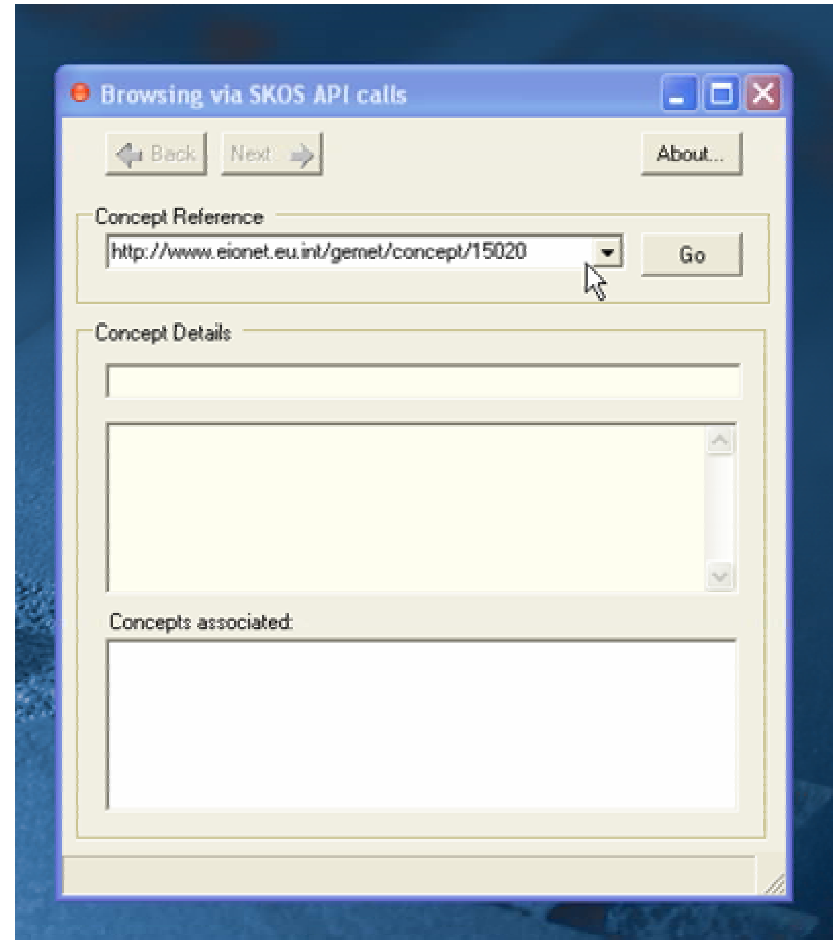 Browsing via SKOS API calls
Back Next About...
Concept Reference
http://www.eionet.eu.int/gemet/concept/15020 Go
Concept Details
Concepts associated: